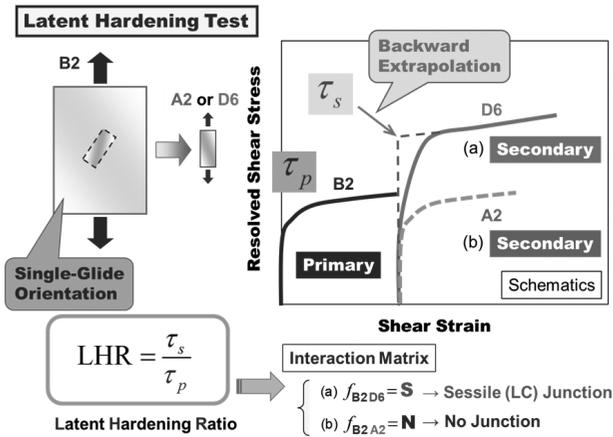 Latent Hardening Test
B2
A2 or D6
Single-Glide
Orientation
Backward
Extrapolation
τs
τp
Resolved Shear Stress
B2
D6
(a) Secondary
A2
(b) Secondary
Primary
Schematics
Shear Strain
LHR = τs / τp
Latent Hardening Ratio
Interaction Matrix
(a) fB2D6 = S → Sessile (LC) Junction
(b) fB2A2 = N → No Junction